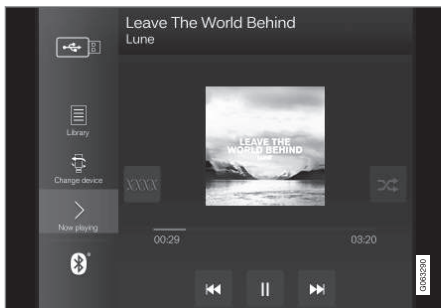 Leave The World Behind
Lune
Library
Change device
Now playing
LEAVE THE
WORLD BEHIND
LUNE
XXXX
00:29
03:20
G063290